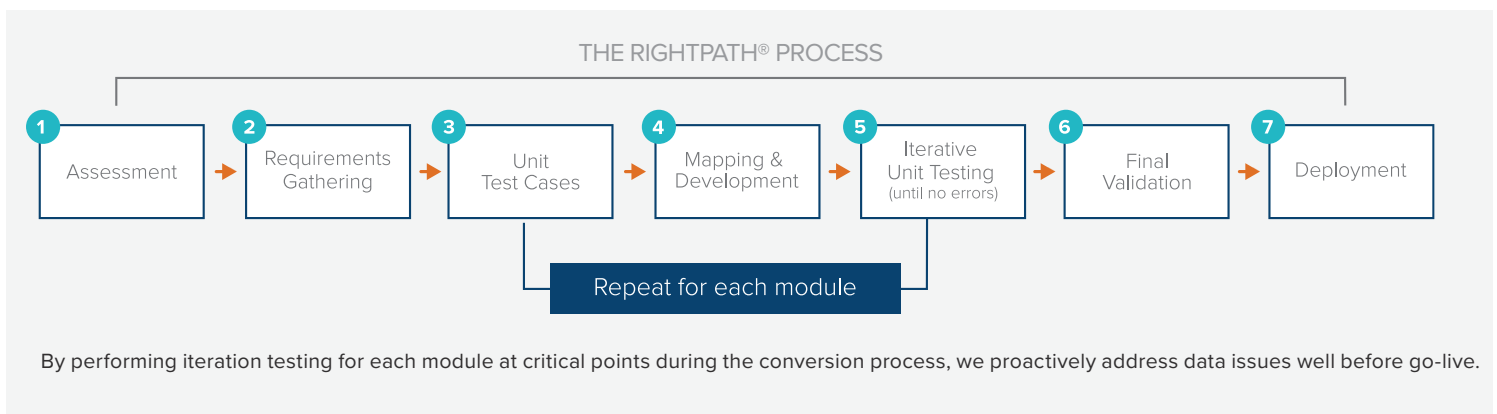 THE RIGHTPATH® PROCESS
1
Assessment
2
Requirements
Gathering
3
Unit
Test Cases
4
Mapping &
Development
5
Iterative
Unit Testing
(until no errors)
6
Final
Validation
7
Deployment
Repeat for each module
By performing iteration testing for each module at critical points during the conversion process, we proactively address data issues well before go-live.